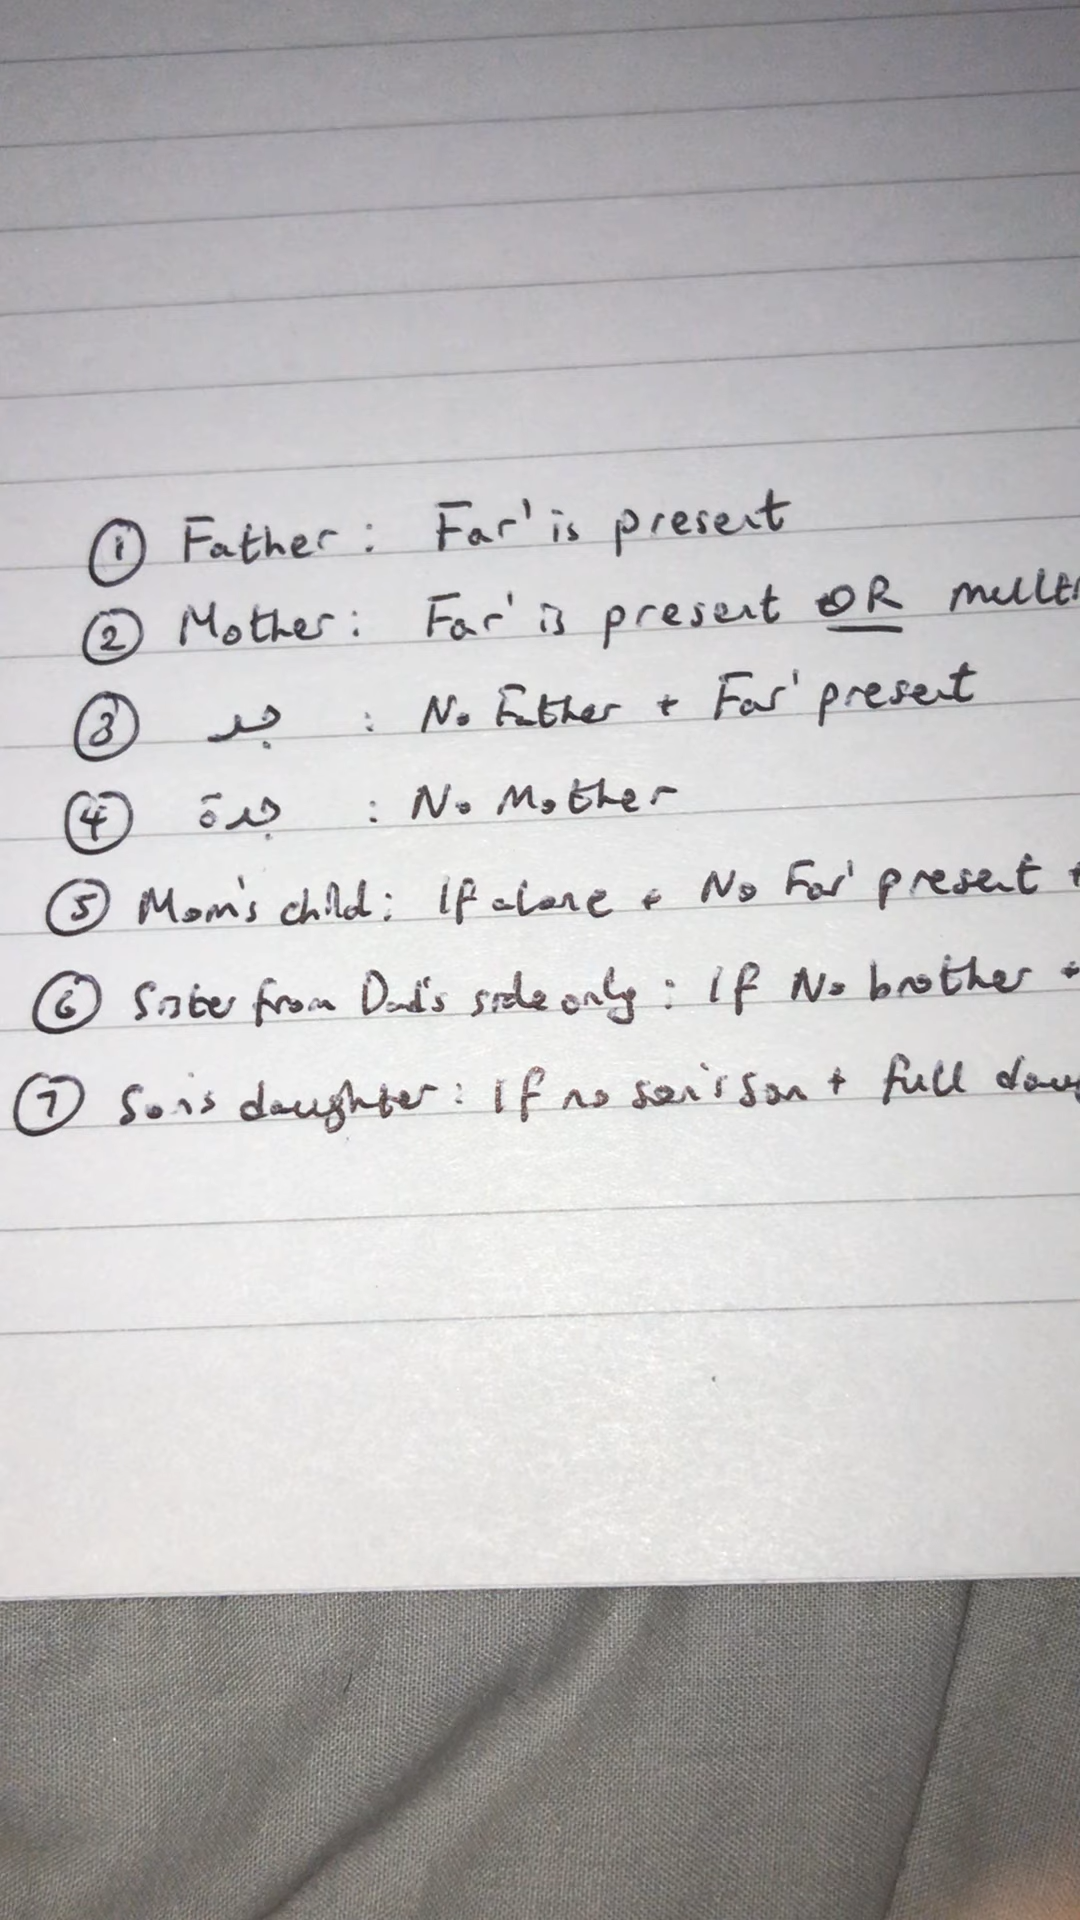 ① Father: Far' is present
② Mother: Far' is present OR
③ جد : No Father + Far' present
④ جدة : No Mother
⑤ Mom's child: If alone + No Far' present +
⑥ Sister from Dad's side only: If No brother +
⑦ Son's daughter: If no son's son + full